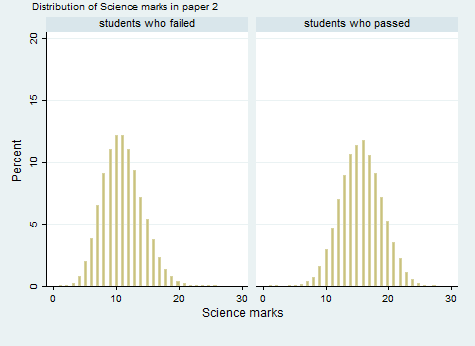 Distribution of Science marks in paper 2
students who failed
students who passed
Percent
20
15
10
5
0
0 10 20 30
0 10 20 30
Science marks